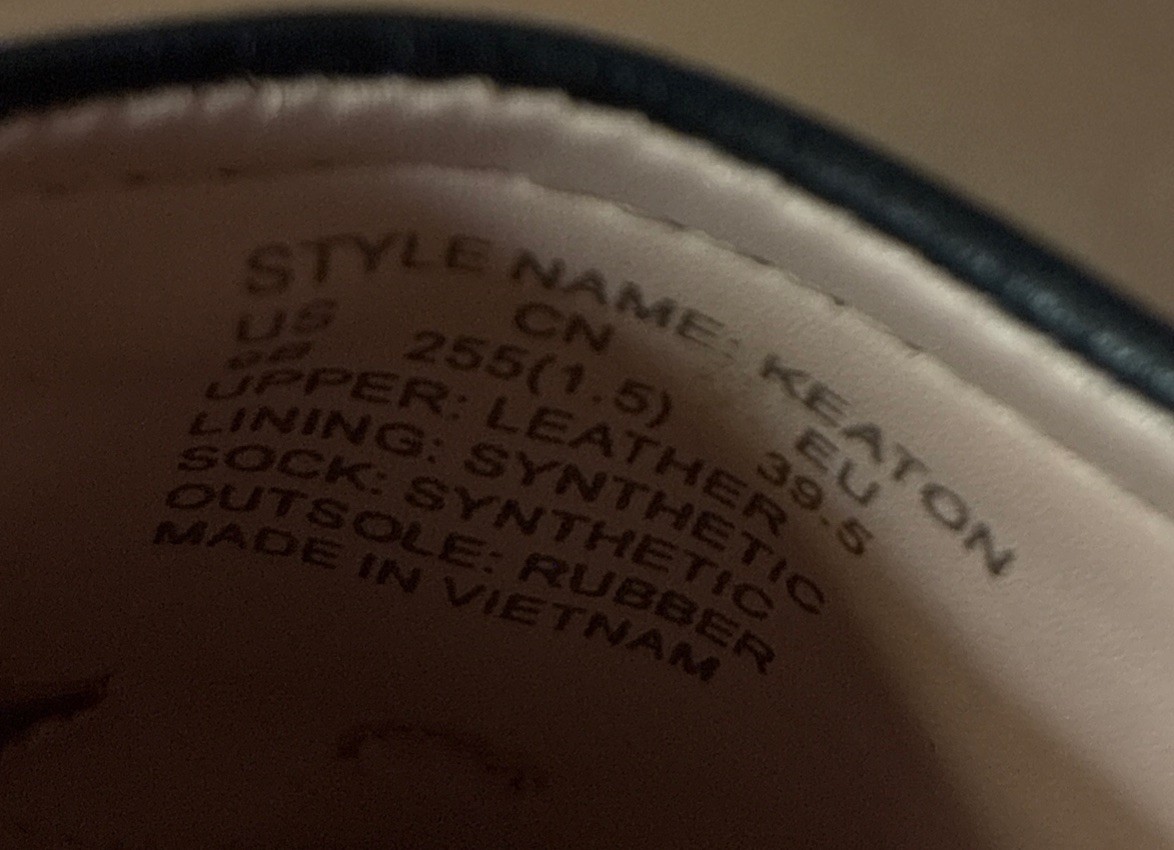 STYLE NAME: KEATON
US CN EU
9B 255(1.5) 39.5
UPPER: LEATHER
LINING: SYNTHETIC
SOCK: SYNTHETIC
OUTSOLE: RUBBER
MADE IN VIETNAM